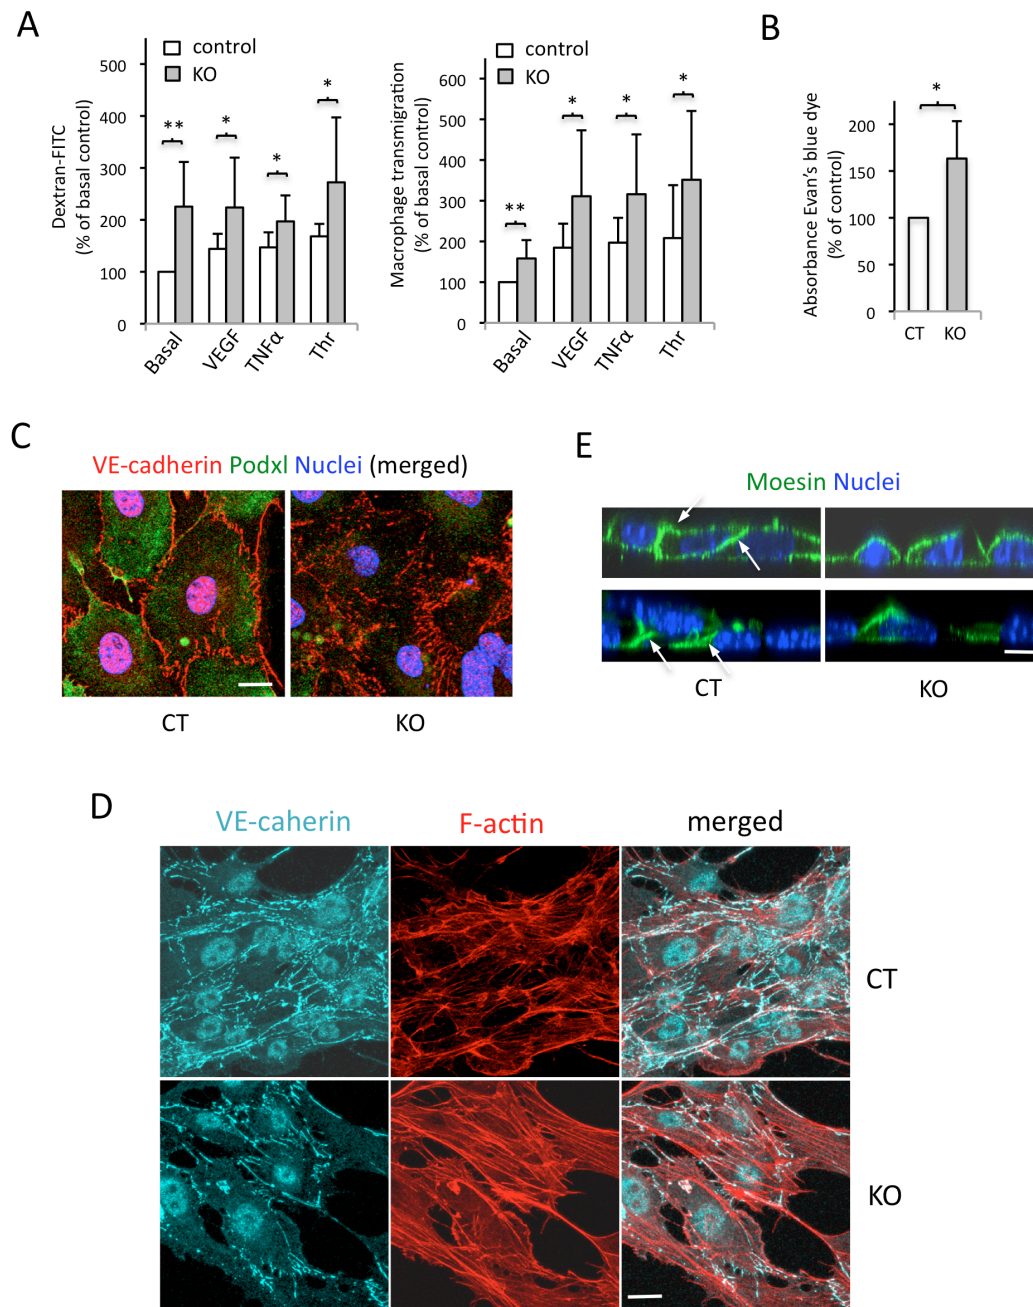 A
control
KO
Dextran-FITC
(% of basal control)
500
400
300
200
100
0
**
*
*
*
Basal
VEGF
TNFα
Thr
control
KO
Macrophage transmigration
(% of basal control)
600
500
400
300
200
100
0
**
*
*
*
Basal
VEGF
TNFα
Thr
B
Absorbance Evan's blue dye
(% of control)
200
150
100
50
0
*
CT
KO
C
VE-cadherin Podxl Nuclei (merged)
CT
KO
E
Moesin Nuclei
CT
KO
D
VE-caherin
F-actin
merged
CT
KO